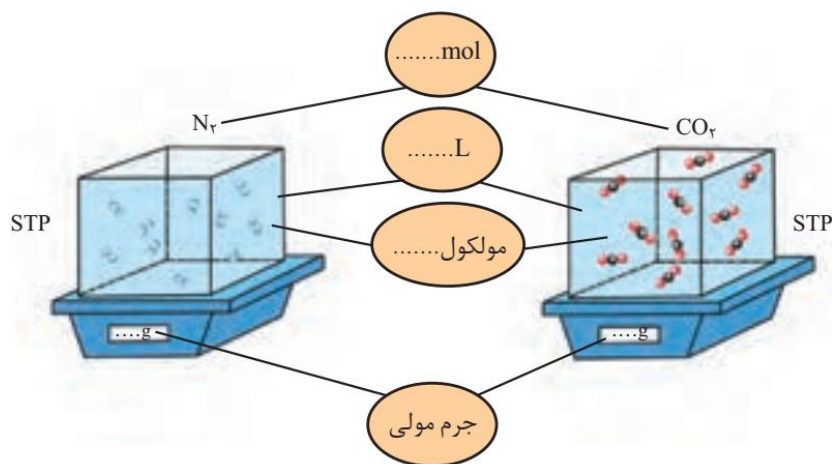 .......mol
N۲
CO۲
.......L
STP
STP
مولکول.......
....g
....g
جرم مولی